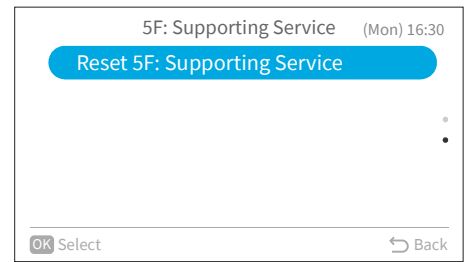 5F: Supporting Service (Mon) 16:30
Reset 5F: Supporting Service
OK Select Back